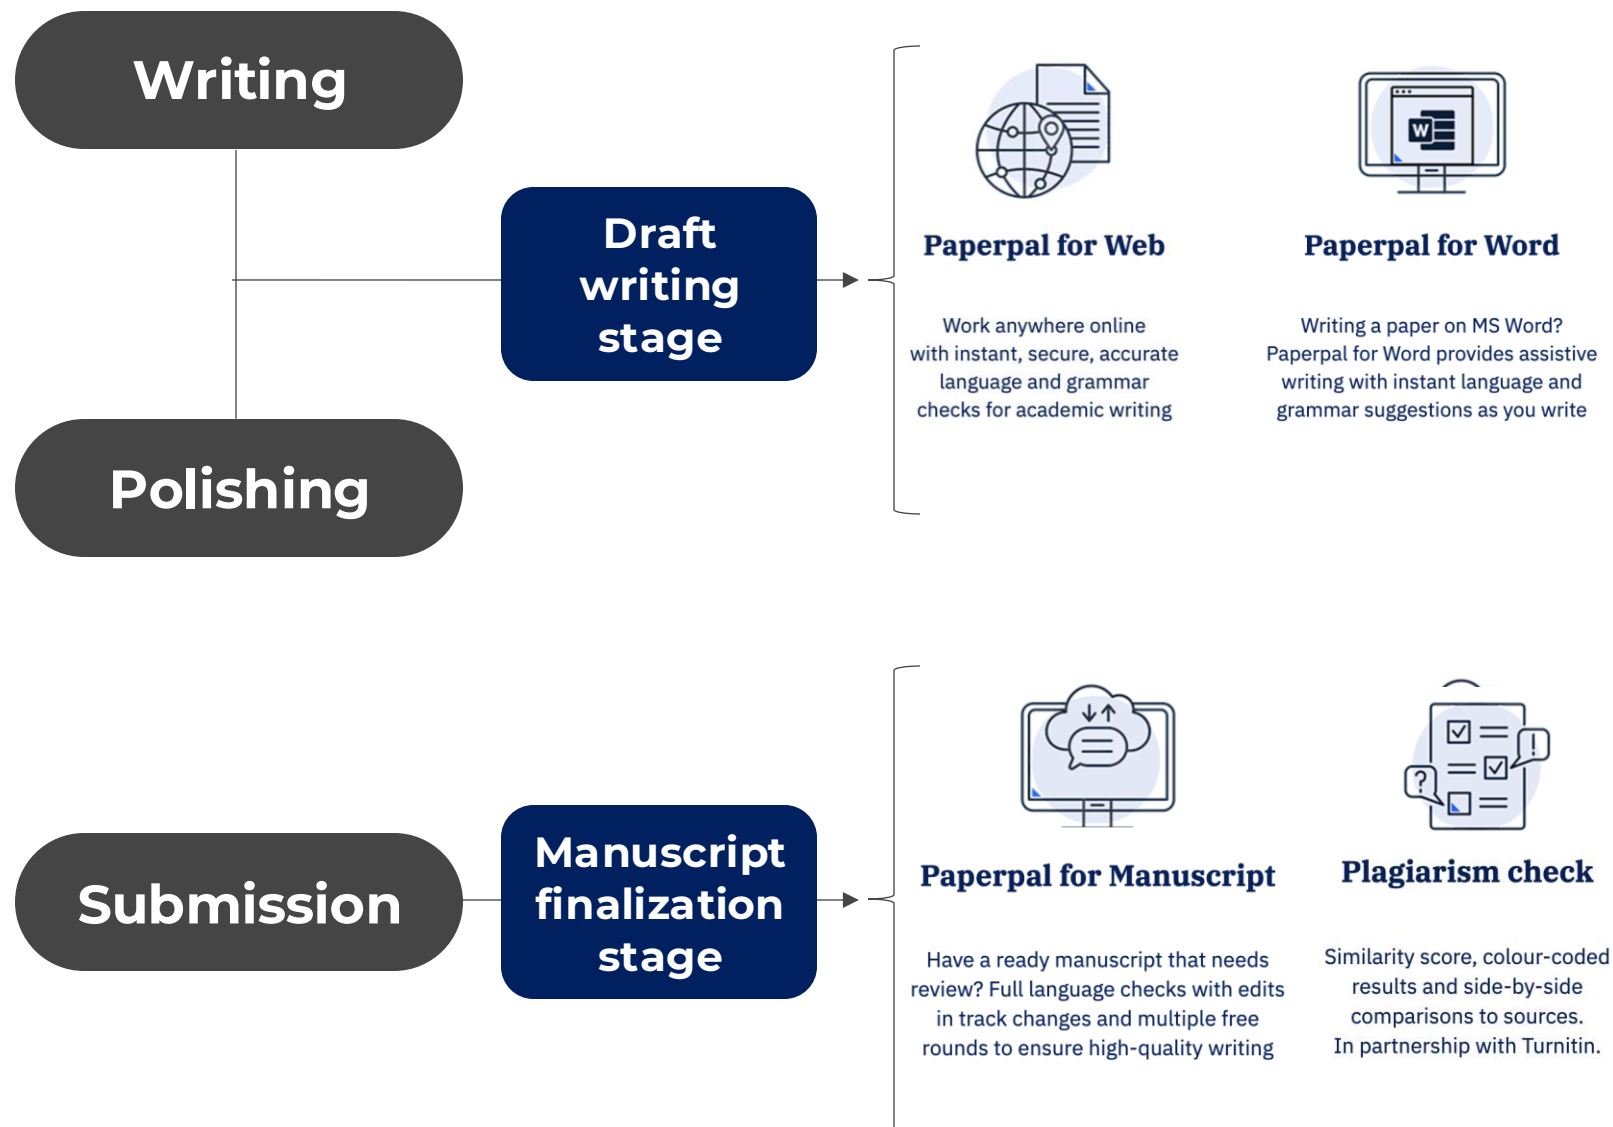 Writing
Draft
writing
stage
Polishing
Paperpal for Web
Work anywhere online
with instant, secure, accurate
language and grammar
checks for academic writing
W
Paperpal for Word
Writing a paper on MS Word?
Paperpal for Word provides assistive
writing with instant language and
grammar suggestions as you write
Submission
Manuscript
finalization
stage
Paperpal for Manuscript
Have a ready manuscript that needs
review? Full language checks with edits
in track changes and multiple free
rounds to ensure high-quality writing
!
?
Plagiarism check
Similarity score, colour-coded
results and side-by-side
comparisons to sources.
In partnership with Turnitin.